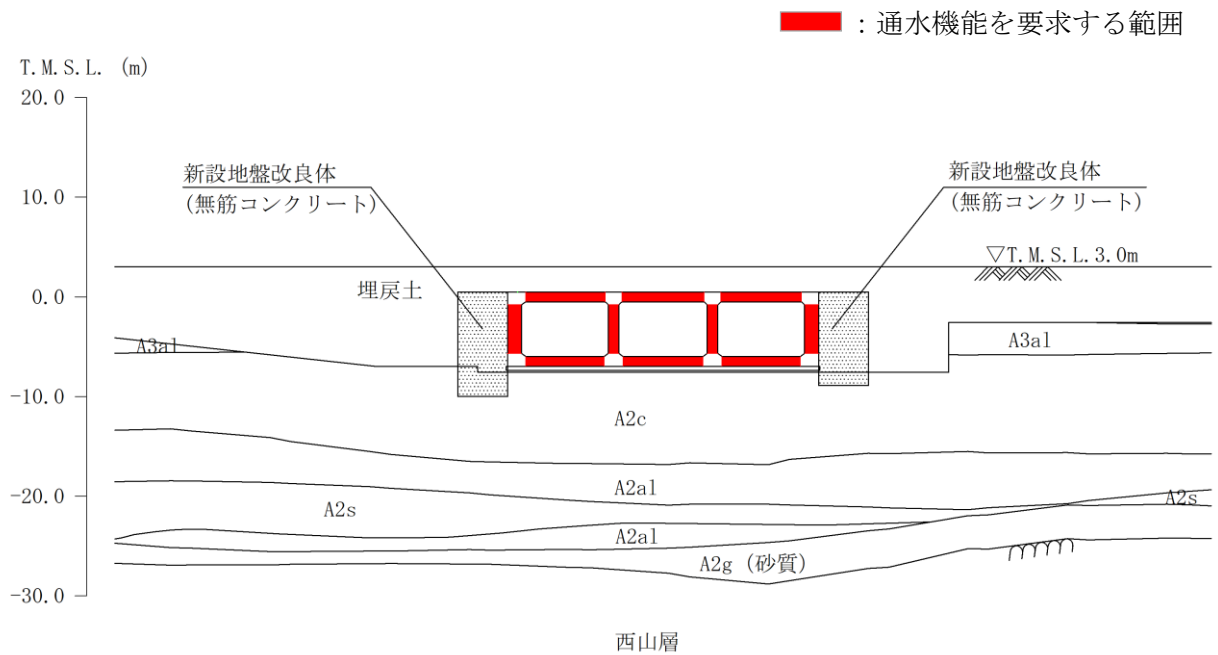 ：通水機能を要求する範囲
T.M.S.L. (m)
20.0
10.0
0.0
-10.0
-20.0
-30.0
新設地盤改良体
(無筋コンクリート)
新設地盤改良体
(無筋コンクリート)
▽T.M.S.L.3.0m
埋戻土
A3al
A3al
A2c
A2al
A2s
A2s
A2al
A2g (砂質)
西山層